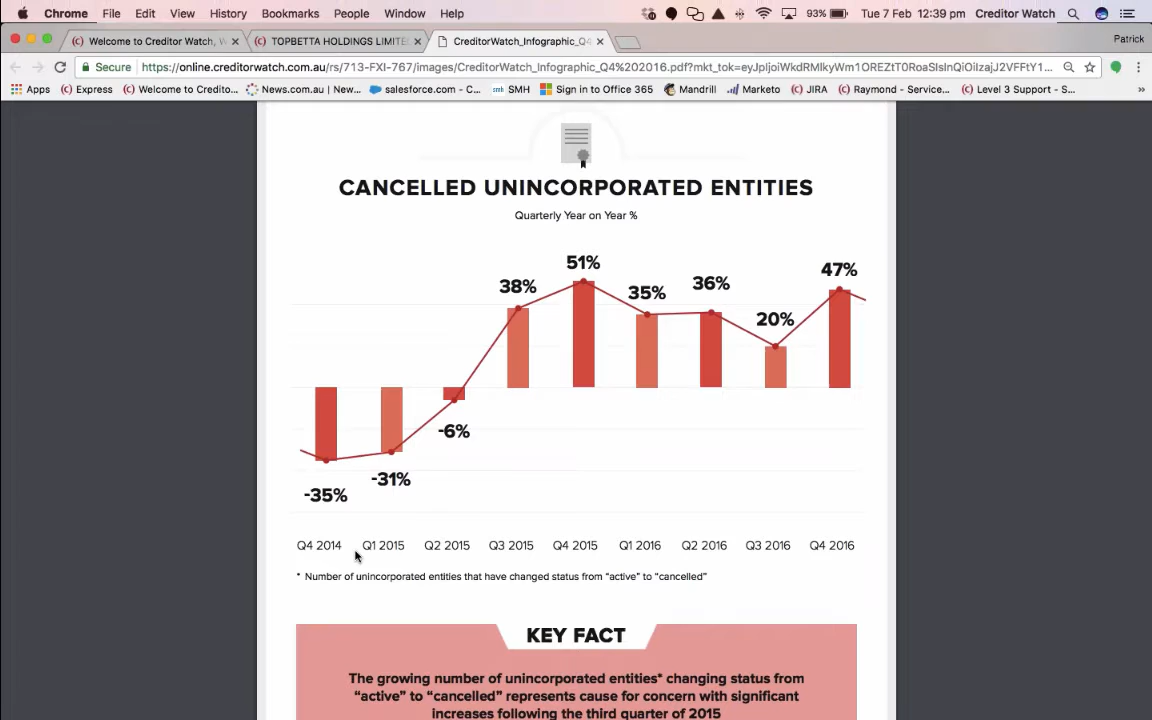 Chrome File Edit View History Bookmarks People Window Help 93% Tue 7 Feb 12:39 pm Creditor Watch
Welcome to Creditor Watch, TOPBETTA HOLDINGS LIMITE CreditorWatch_Infographic_Q4 Patrick
Secure https://online.creditorwatch.com.au/rs/713-FXI-767/images/CreditorWatch_Infographic_Q4%202016.pdf?mkt_tok=
Apps Express Welcome to Credito... News.com.au | New... salesforce.com - C... SMH Sign in to Office 365 Mandrill Marketo JIRA Raymond - Service... Level 3 Support - S... »
CANCELLED UNINCORPORATED ENTITIES
Quarterly Year on Year %
51%
47%
38%
36%
35%
20%
-6%
-31%
-35%
Q4 2014 Q1 2015 Q2 2015 Q3 2015 Q4 2015 Q1 2016 Q2 2016 Q3 2016 Q4 2016
* Number of unincorporated entities that have changed status from “active” to “cancelled”
KEY FACT
The growing number of unincorporated entities* changing status from
“active” to “cancelled” represents cause for concern with significant
increases following the third quarter of 2015